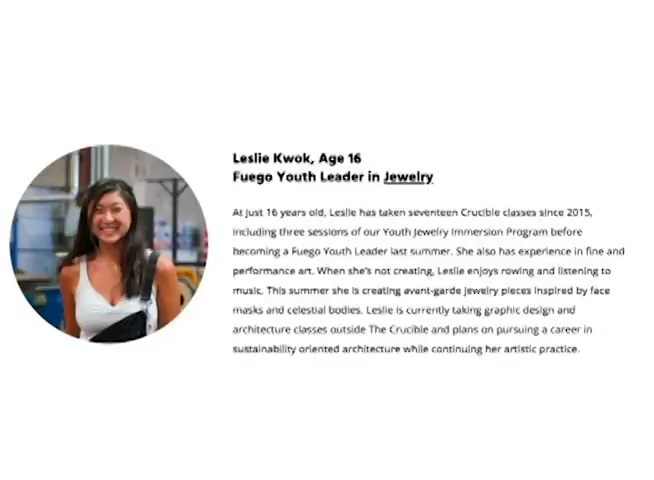 Leslie Kwok, Age 16
Fuego Youth Leader in Jewelry
At just 16 years old, Leslie has taken seventeen Crucible classes since 2015,
including three sessions of our Youth Jewelry Immersion Program before
becoming a Fuego Youth Leader last summer. She also has experience in fine and
performance art. When she's not creating, Leslie enjoys rowing and listening to
music. This summer she is creating avant-garde jewelry pieces inspired by face
masks and celestial bodies. Leslie is currently taking graphic design and
architecture classes outside The Crucible and plans on pursuing a career in
sustainability oriented architecture while continuing her artistic practice.